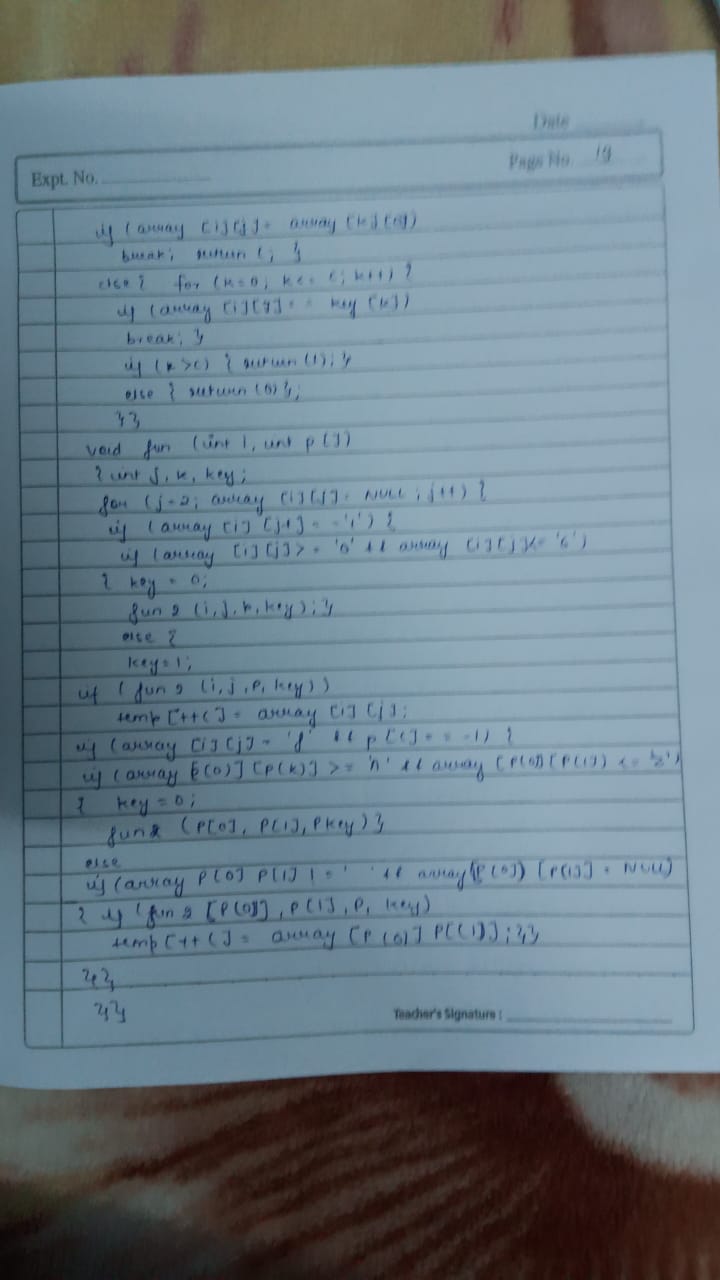 Date
Expt. No.
Page No. 19
if (array [i][j]= array [k][0])
break; return 1; }
else { for (k=0; k<= c; k++) {
if (array [i][j]== key [k])
break; }
if (k>c) { return (1); }
else { return (0) };
}}
void fun (int 1, int p[])
{ int j, k, key;
for (j=2; array [i][j]= NULL; j++) {
if (array [i] [j+] = '/') {
if (array [i][j]>= 'a' && array [i][j]<=
{ key = 0;
fun 2 (i, j, k, key); }
else {
key=1;
if (fun 2 (i, j, p, key))
temp [++c] = array [i][j];
if (array [i][j] = && p [i] == -1) {
if (array p(0)] [p(k)] >= && array [p(0)] [p(1)] <= 'z')
{ key = 0;
fun2 (p[0], p[1], p key) }
else
if (array p[0] p[1] ! = ' ' && array (p(0)) [p(1)] = NULL)
{ if (fun 2 [p(0)], p[1], p, key)
temp [++c] = array [p (0)] p[(1)]; }}
}}
}}
Teacher's Signature :